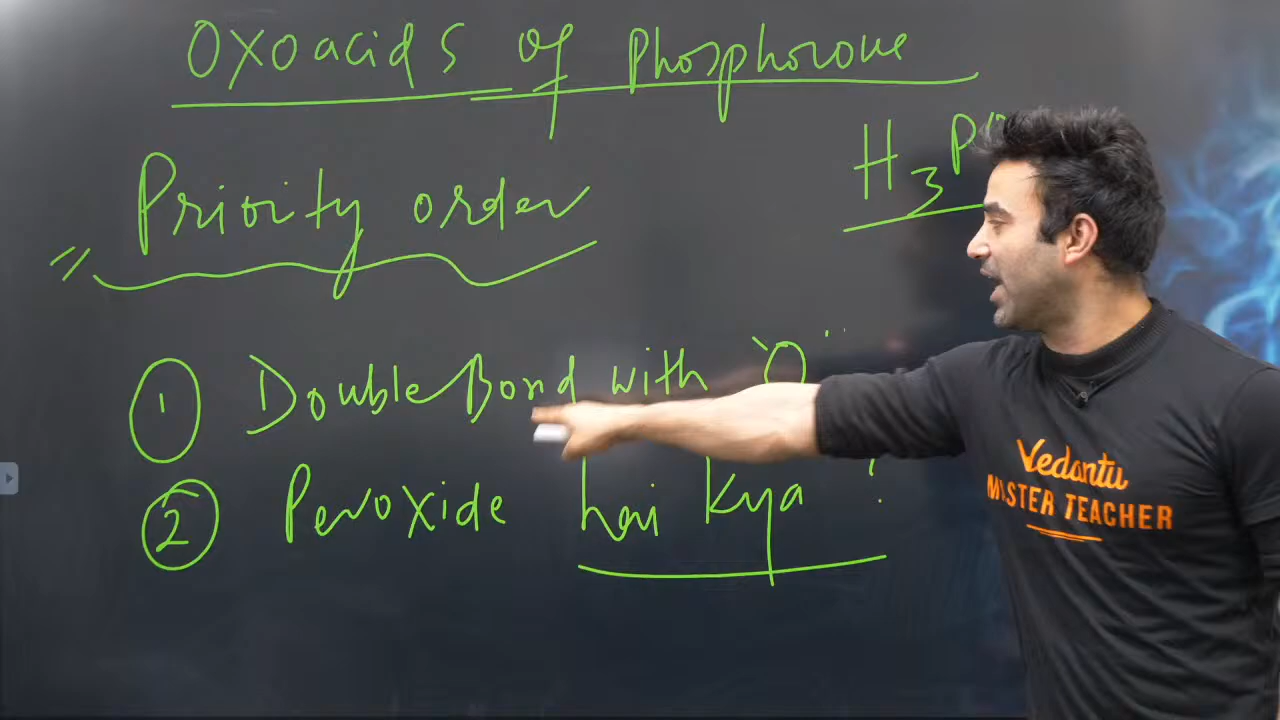 Oxoacids of Phosphorous
H3P
Priority order
1 Double Bond with "O"
2 Peroxide hai Kya ?
Vedantu
MASTER TEACHER